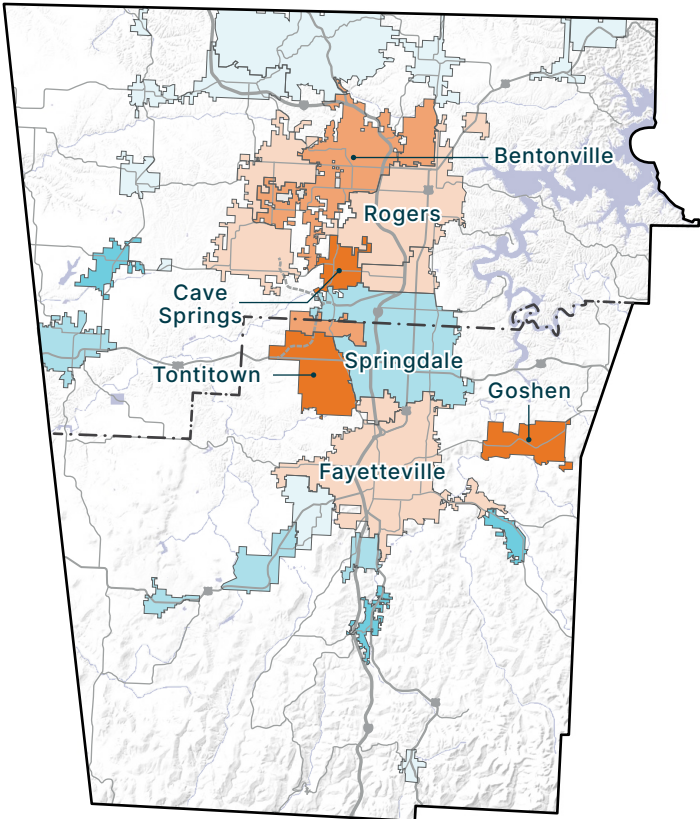 Bentonville
Rogers
Cave
Springs
Springdale
Tontitown
Goshen
Fayetteville